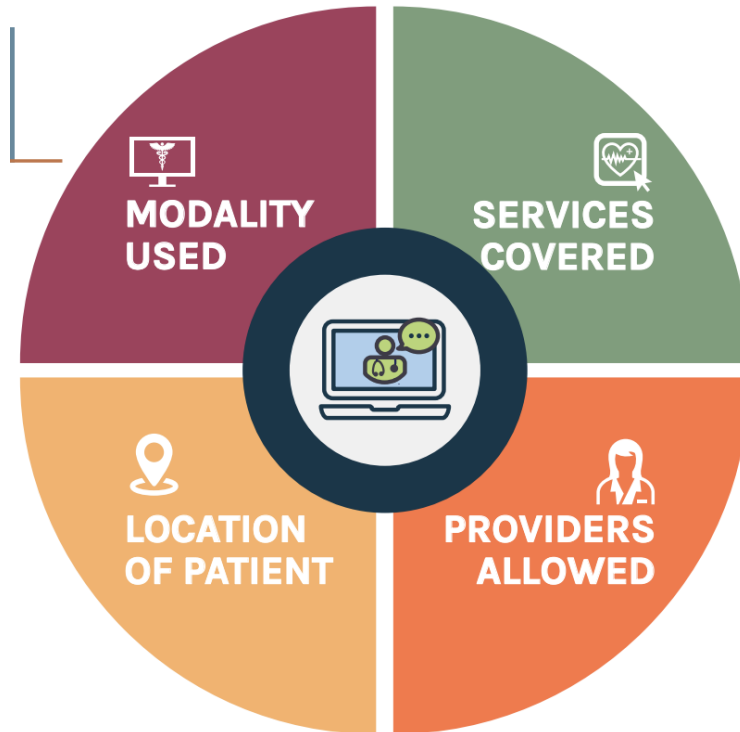 MODALITY
USED
SERVICES
COVERED
LOCATION
OF PATIENT
PROVIDERS
ALLOWED